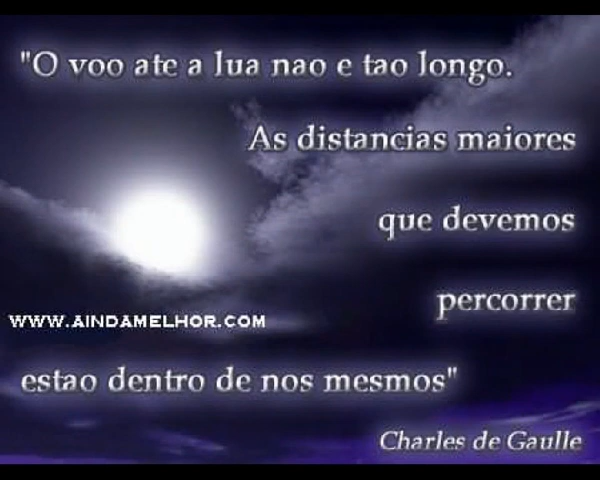 "O voo ate a lua nao e tao longo.
As distancias maiores
que devemos
percorrer
WWW.AINDAMELHOR.COM
estao dentro de nos mesmos"
Charles de Gaulle